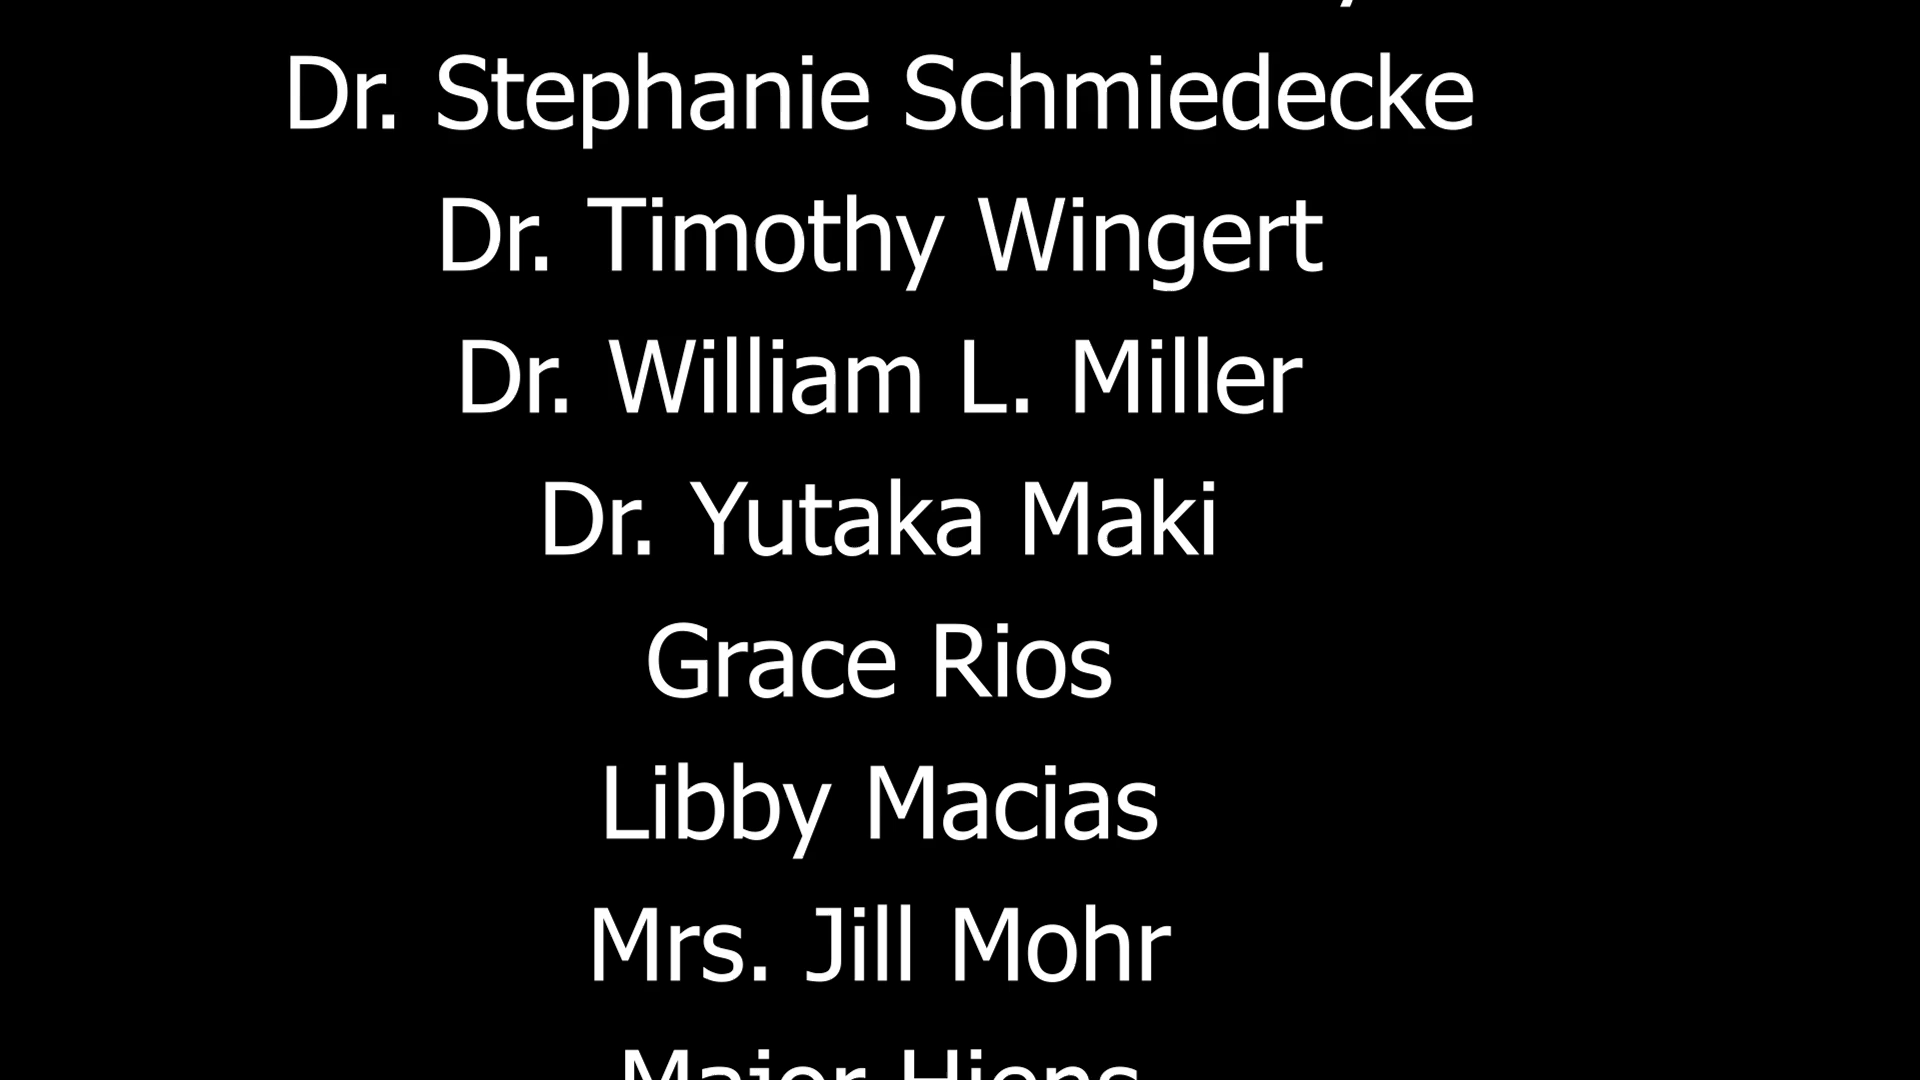 Dr. Stephanie Schmiedecke
Dr. Timothy Wingert
Dr. William L. Miller
Dr. Yutaka Maki
Grace Rios
Libby Macias
Mrs. Jill Mohr
Major